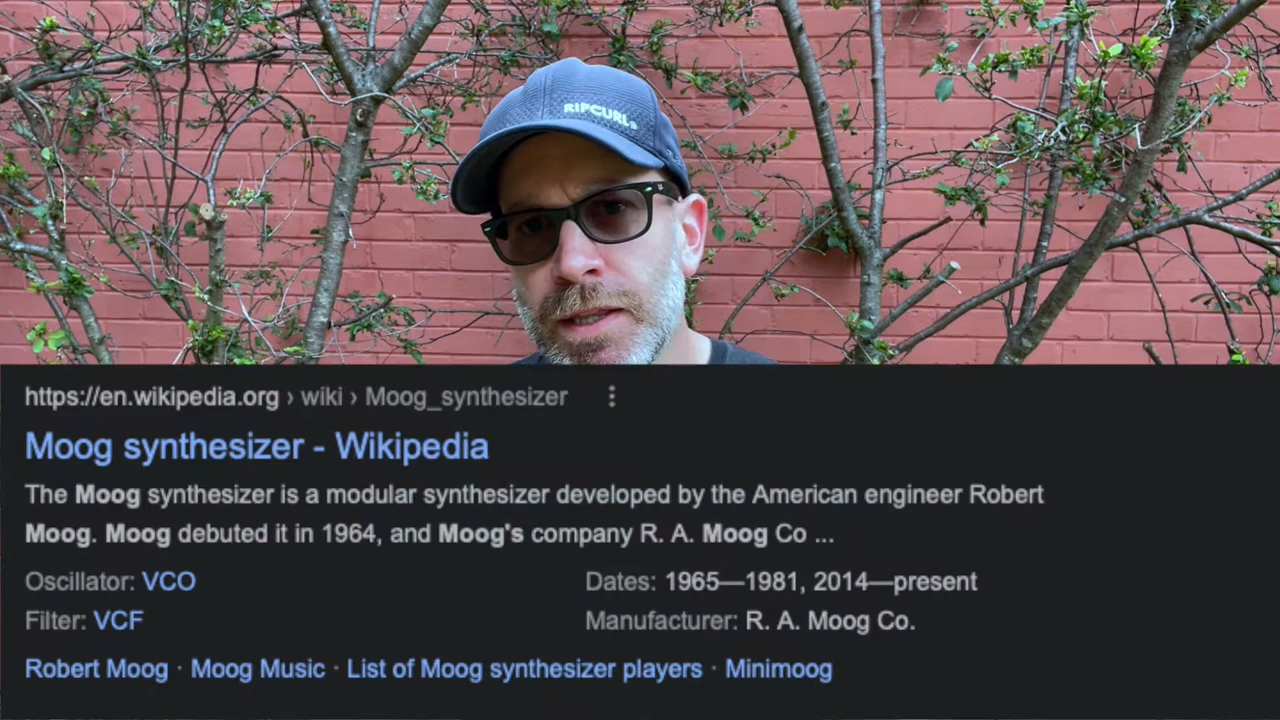 RIPCURL
https://en.wikipedia.org › wiki › Moog_synthesizer
Moog synthesizer - Wikipedia
The Moog synthesizer is a modular synthesizer developed by the American engineer Robert
Moog. Moog debuted it in 1964, and Moog's company R. A. Moog Co ...
Oscillator: VCO
Dates: 1965—1981, 2014—present
Filter: VCF
Manufacturer: R. A. Moog Co.
Robert Moog · Moog Music · List of Moog synthesizer players · Minimoog